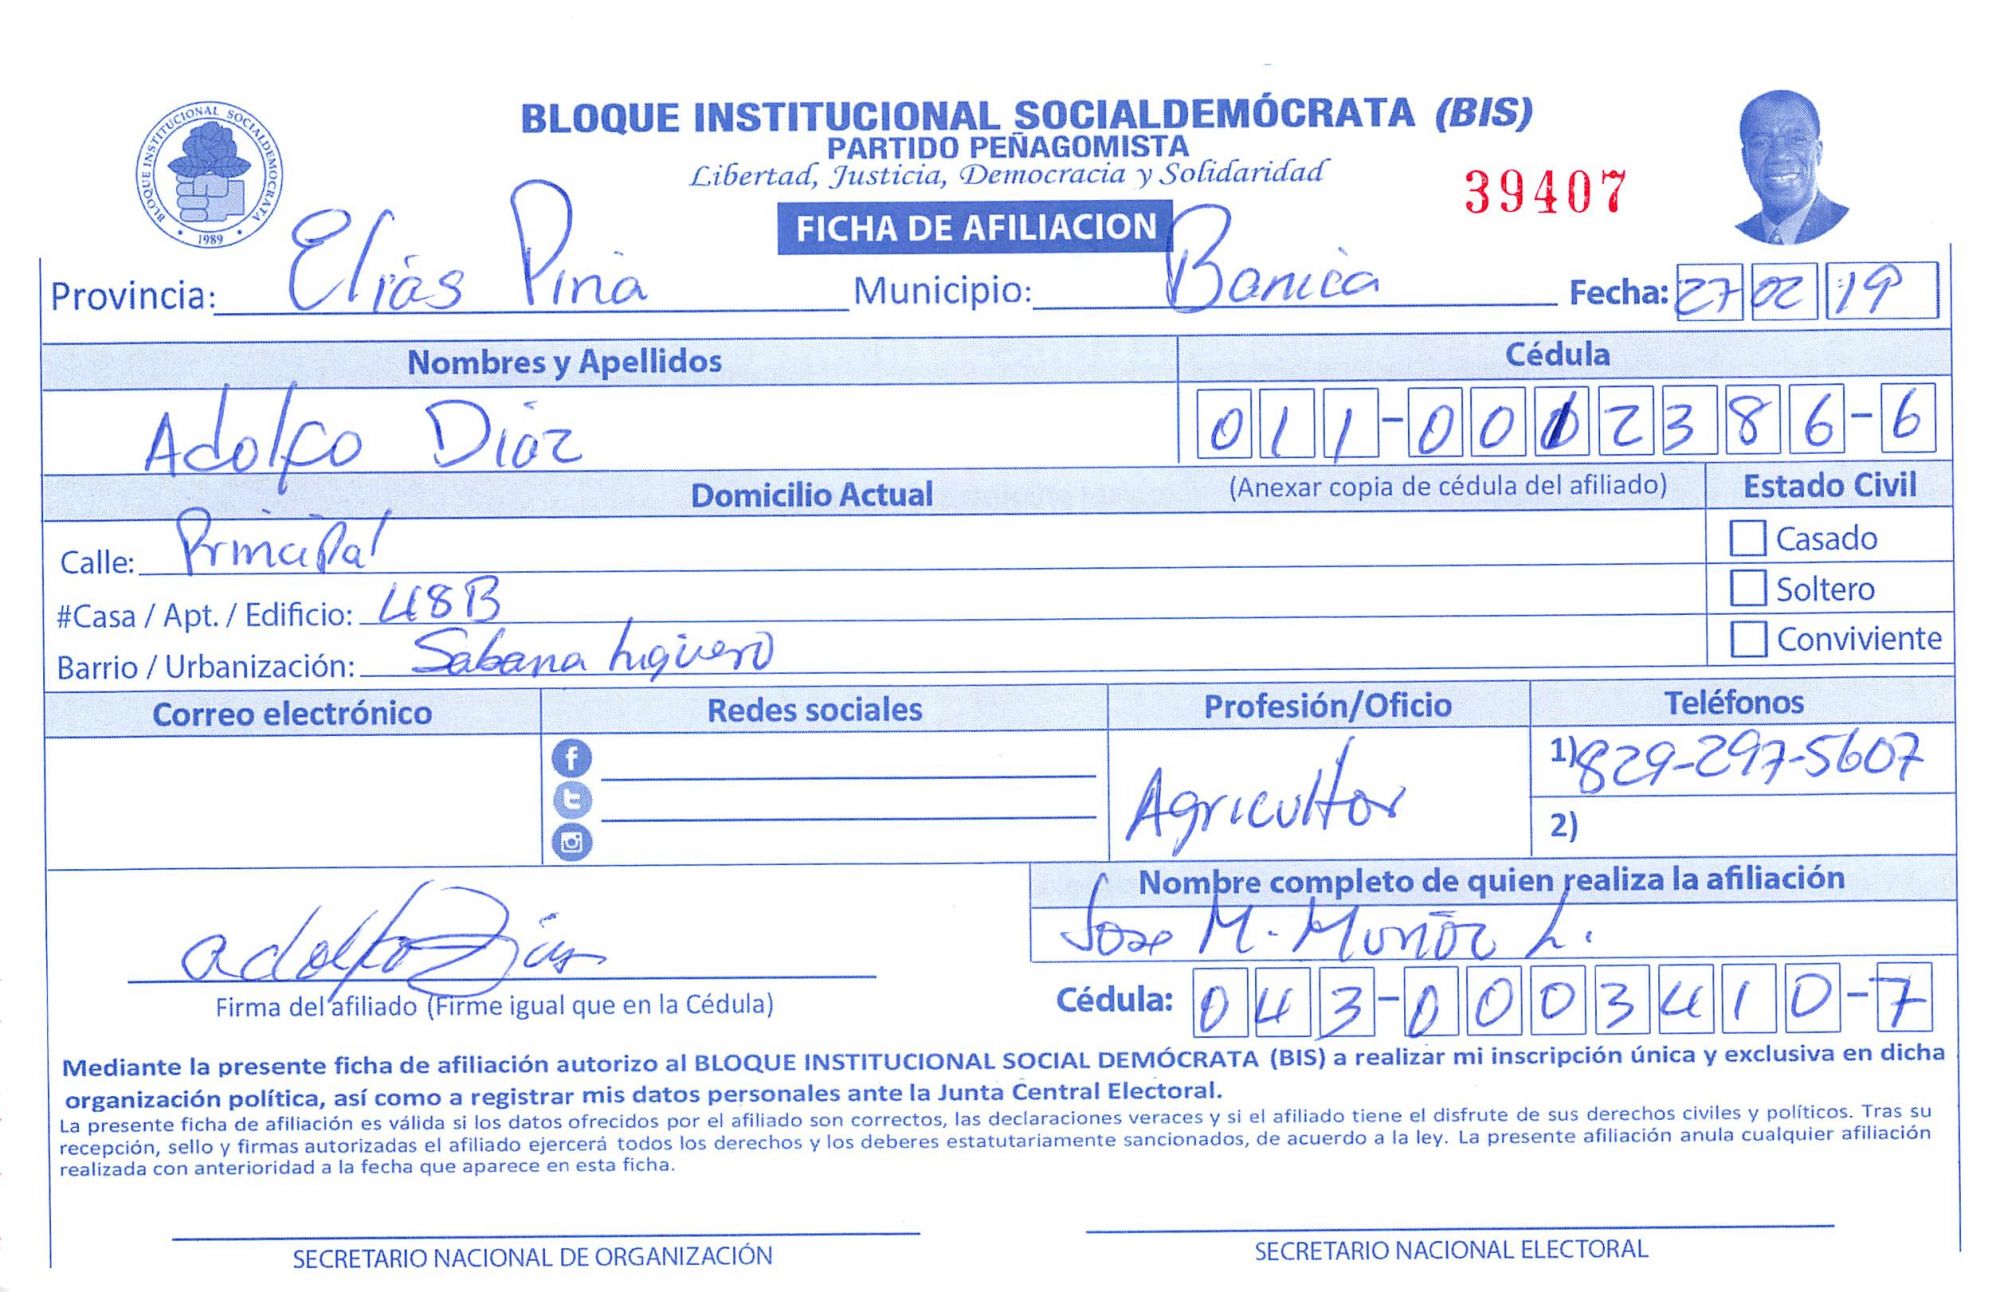 BLOQUE INSTITUCIONAL SOCIALDEMÓCRATA (BIS)
PARTIDO PEÑAGOMISTA
Libertad, Justicia, Democracia y Solidaridad
39407
BLOQUE INSTITUCIONAL SOCIALDEMOCRATA
1989
FICHA DE AFILIACION
Provincia: Elias Piña Municipio: Banica Fecha: 27 02 19
Nombres y Apellidos Cédula
Adolfo Diaz 011-0002386-6
Domicilio Actual (Anexar copia de cédula del afiliado) Estado Civil
Calle: Principal Casado
#Casa / Apt. / Edificio: 48B Soltero
Barrio / Urbanización: Sabana higuero Conviviente
Correo electrónico Redes sociales Profesión/Oficio Teléfonos
Agricultor 1) 829-297-5607
2)
Nombre completo de quien realiza la afiliación
Jose M. Muñoz L.
adolfo Dias
Firma del afiliado (Firme igual que en la Cédula) Cédula: 043-0003410-7
Mediante la presente ficha de afiliación autorizo al BLOQUE INSTITUCIONAL SOCIAL DEMÓCRATA (BIS) a realizar mi inscripción única y exclusiva en dicha
organización política, así como a registrar mis datos personales ante la Junta Central Electoral.
La presente ficha de afiliación es válida si los datos ofrecidos por el afiliado son correctos, las declaraciones veraces y si el afiliado tiene el disfrute de sus derechos civiles y políticos. Tras su
recepción, sello y firmas autorizadas el afiliado ejercerá todos los derechos y los deberes estatutariamente sancionados, de acuerdo a la ley. La presente afiliación anula cualquier afiliación
realizada con anterioridad a la fecha que aparece en esta ficha.
SECRETARIO NACIONAL DE ORGANIZACIÓN SECRETARIO NACIONAL ELECTORAL